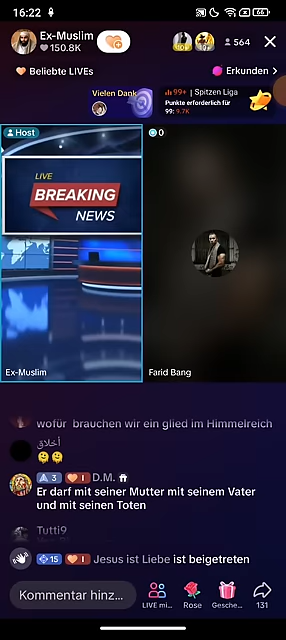 16:22
66
Ex-Muslim
150.8K
564
Beliebte LIVEs
Erkunden >
Vielen Dank
99+ | Spitzen Liga
Punkte erforderlich für
99: 9.7K
Host
0
LIVE
BREAKING
NEWS
Ex-Muslim
Farid Bang
wofür brauchen wir ein glied im Himmelreich
أخلاق
🫠🫠
3 1 D.M.
Er darf mit seiner Mutter mit seinem Vater
und mit seinen Toten
Tutti9
15 1 Jesus ist Liebe ist beigetreten
Kommentar hinz...
LIVE mi...
Rose
Gesche...
131